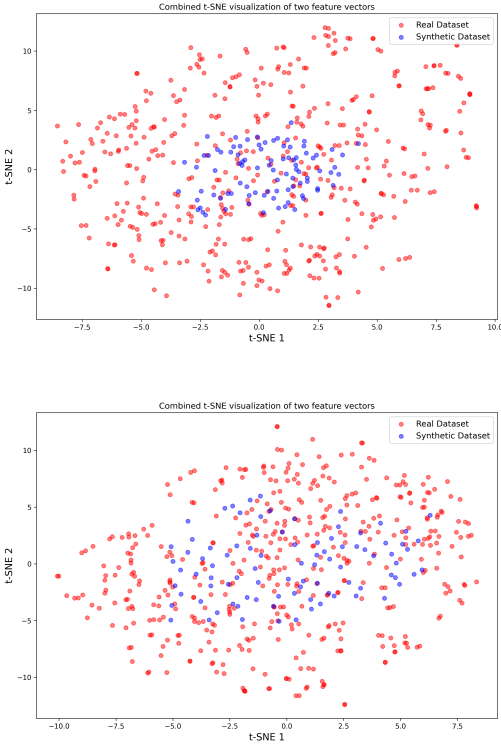 Combined t-SNE visualization of two feature vectors
Real Dataset
Synthetic Dataset
10
5
0
−5
−10
t-SNE 2
−7.5 −5.0 −2.5 0.0 2.5 5.0 7.5 10.0
t-SNE 1
Combined t-SNE visualization of two feature vectors
Real Dataset
Synthetic Dataset
10
5
0
−5
−10
t-SNE 2
−10.0 −7.5 −5.0 −2.5 0.0 2.5 5.0 7.5
t-SNE 1